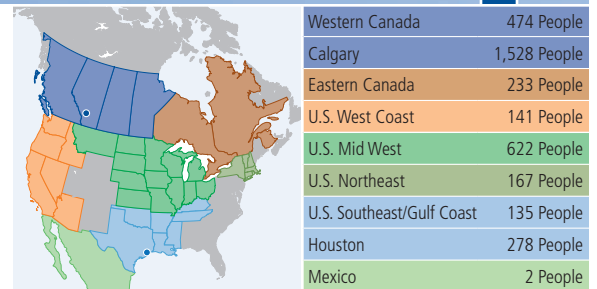 Western Canada 474 People
Calgary 1,528 People
Eastern Canada 233 People
U.S. West Coast 141 People
U.S. Mid West 622 People
U.S. Northeast 167 People
U.S. Southeast/Gulf Coast 135 People
Houston 278 People
Mexico 2 People